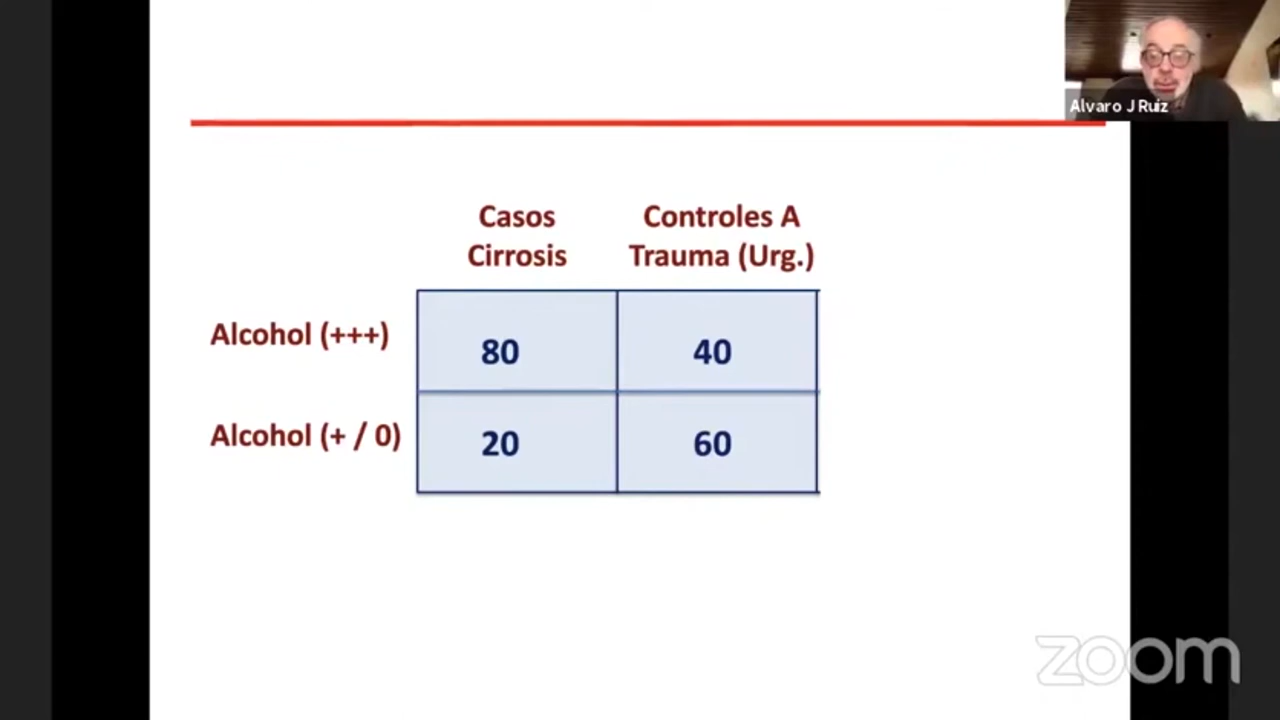 Alvaro J Ruiz
Casos Controles A
Cirrosis Trauma (Urg.)
Alcohol (+++) 80 40
Alcohol (+ / 0) 20 60
zoom